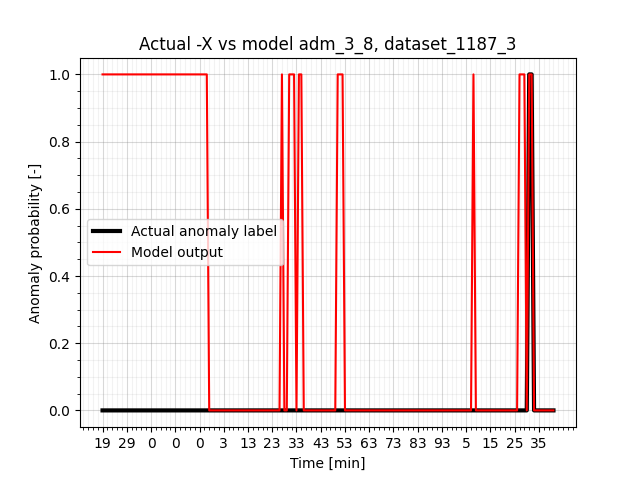 Actual -X vs model adm_3_8, dataset_1187_3
Anomaly probability [-]
1.0
0.8
0.6
0.4
0.2
0.0
Actual anomaly label
Model output
19 29 0 0 0 3 13 23 33 43 53 63 73 83 93 5 15 25 35
Time [min]